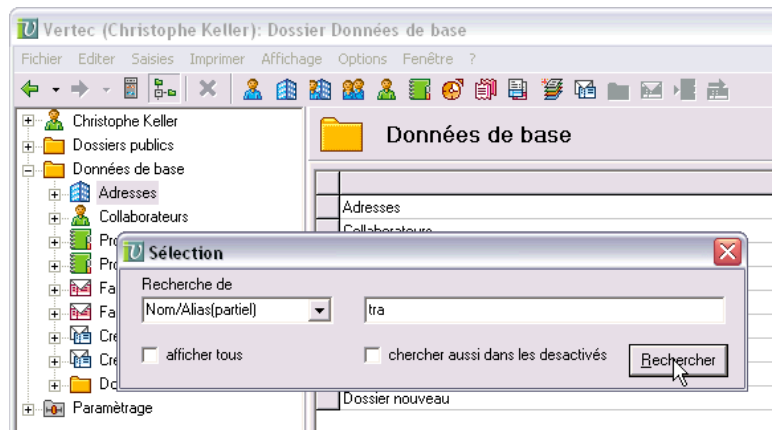 Vertec (Christophe Keller): Dossier Données de base
Fichier Editer Saisies Imprimer Affichage Options Fenêtre ?
Christophe Keller
Dossiers publics
Données de base
Adresses
Collaborateurs
Données de base
Adresses
Sélection
Recherche de
Nom/Alias(partiel)
tra
afficher tous
chercher aussi dans les desactivés
Rechercher
Dossier nouveau
Paramètrage